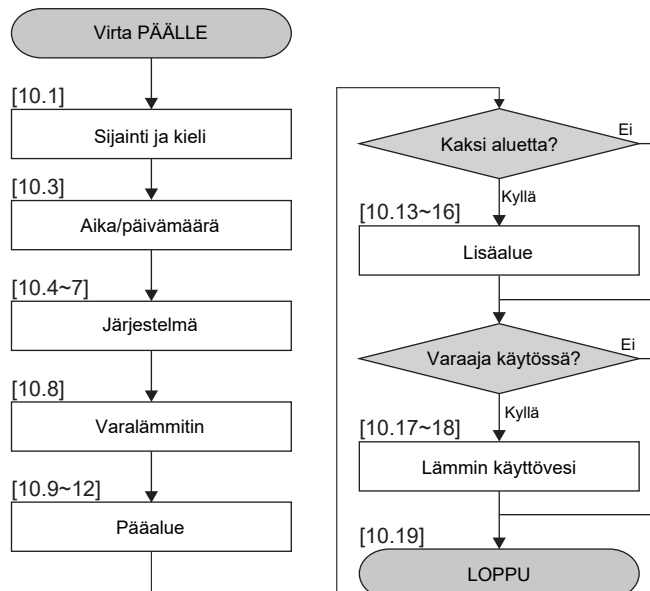 Virta PÄÄLLE
[10.1]
Sijainti ja kieli
[10.3]
Aika/päivämäärä
[10.4~7]
Järjestelmä
[10.8]
Varalämmitin
[10.9~12]
Pääalue
Kaksi aluetta?
Ei
Kyllä
[10.13~16]
Lisäalue
Varaaja käytössä?
Ei
Kyllä
[10.17~18]
Lämmin käyttövesi
[10.19]
LOPPU